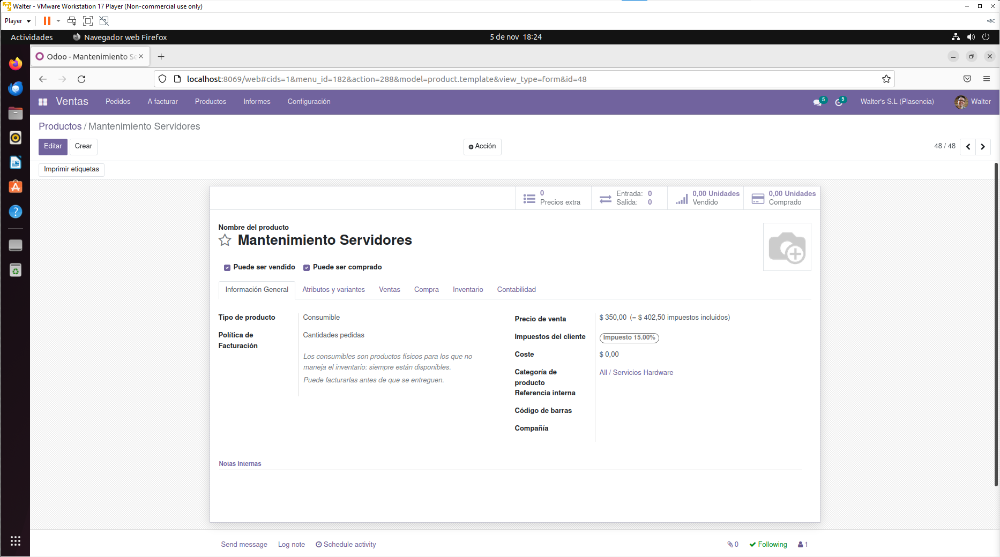 Walter - VMware Workstation 17 Player (Non-commercial use only)
Player
Actividades
Navegador web Firefox
5 de nov 18:24
Odoo - Mantenimiento Se
localhost:8069/web#cids=1&menu_id=182&action=288&model=product.template&view_type=form&id=48
Ventas
Pedidos
A facturar
Productos
Informes
Configuración
5
5
Walter's S.L (Plasencia)
Walter
Productos / Mantenimiento Servidores
Editar
Crear
Acción
48 / 48
Imprimir etiquetas
0
Precios extra
Entrada: 0
Salida: 0
0,00 Unidades
Vendido
0,00 Unidades
Comprado
Nombre del producto
Mantenimiento Servidores
Puede ser vendido
Puede ser comprado
Información General
Atributos y variantes
Ventas
Compra
Inventario
Contabilidad
Tipo de producto
Consumible
Política de
Facturación
Cantidades pedidas
Los consumibles son productos físicos para los que no
maneja el inventario: siempre están disponibles.
Puede facturarlas antes de que se entreguen.
Precio de venta
$ 350,00 (= $ 402,50 impuestos incluidos)
Impuestos del cliente
Impuesto 15.00%
Coste
$ 0,00
Categoría de
producto
All / Servicios Hardware
Referencia interna
Código de barras
Compañía
Notas internas
Send message
Log note
Schedule activity
0
Following
1